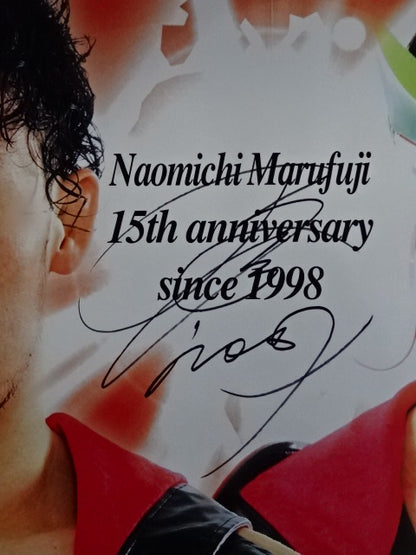 Naomichi Marufuji
15th anniversary
since 1998